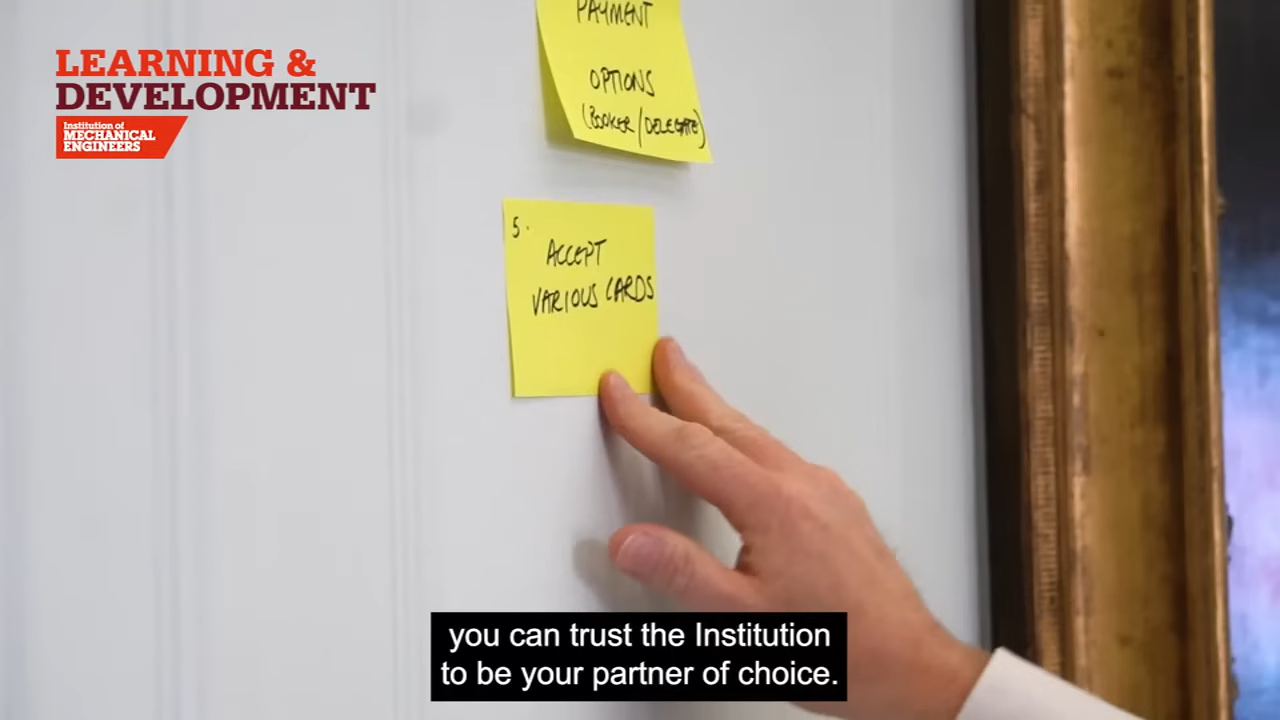 LEARNING &
DEVELOPMENT
Institution of
MECHANICAL
ENGINEERS
PAYMENT
OPTIONS
(BOOKER/DELEGATE)
5.
ACCEPT
VARIOUS CARDS
you can trust the Institution
to be your partner of choice.